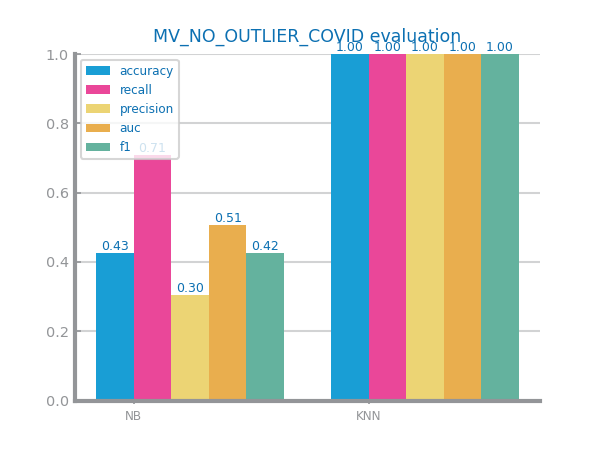 MV_NO_OUTLIER_COVID evaluation
1.00 1.00 1.00 1.00 1.00
1.0
accuracy
recall
precision
auc
f1
0.8
0.71
0.6
0.51
0.43
0.42
0.4
0.30
0.2
0.0
NB
KNN